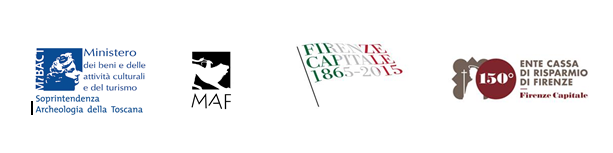 MiBACT
Ministero
dei beni e delle
attività culturali
e del turismo
Soprintendenza
Archeologia della Toscana
MAF
FIRENZE
CAPITALE
1865-2015
150°
ENTE CASSA
DI RISPARMIO
DI FIRENZE
Firenze Capitale